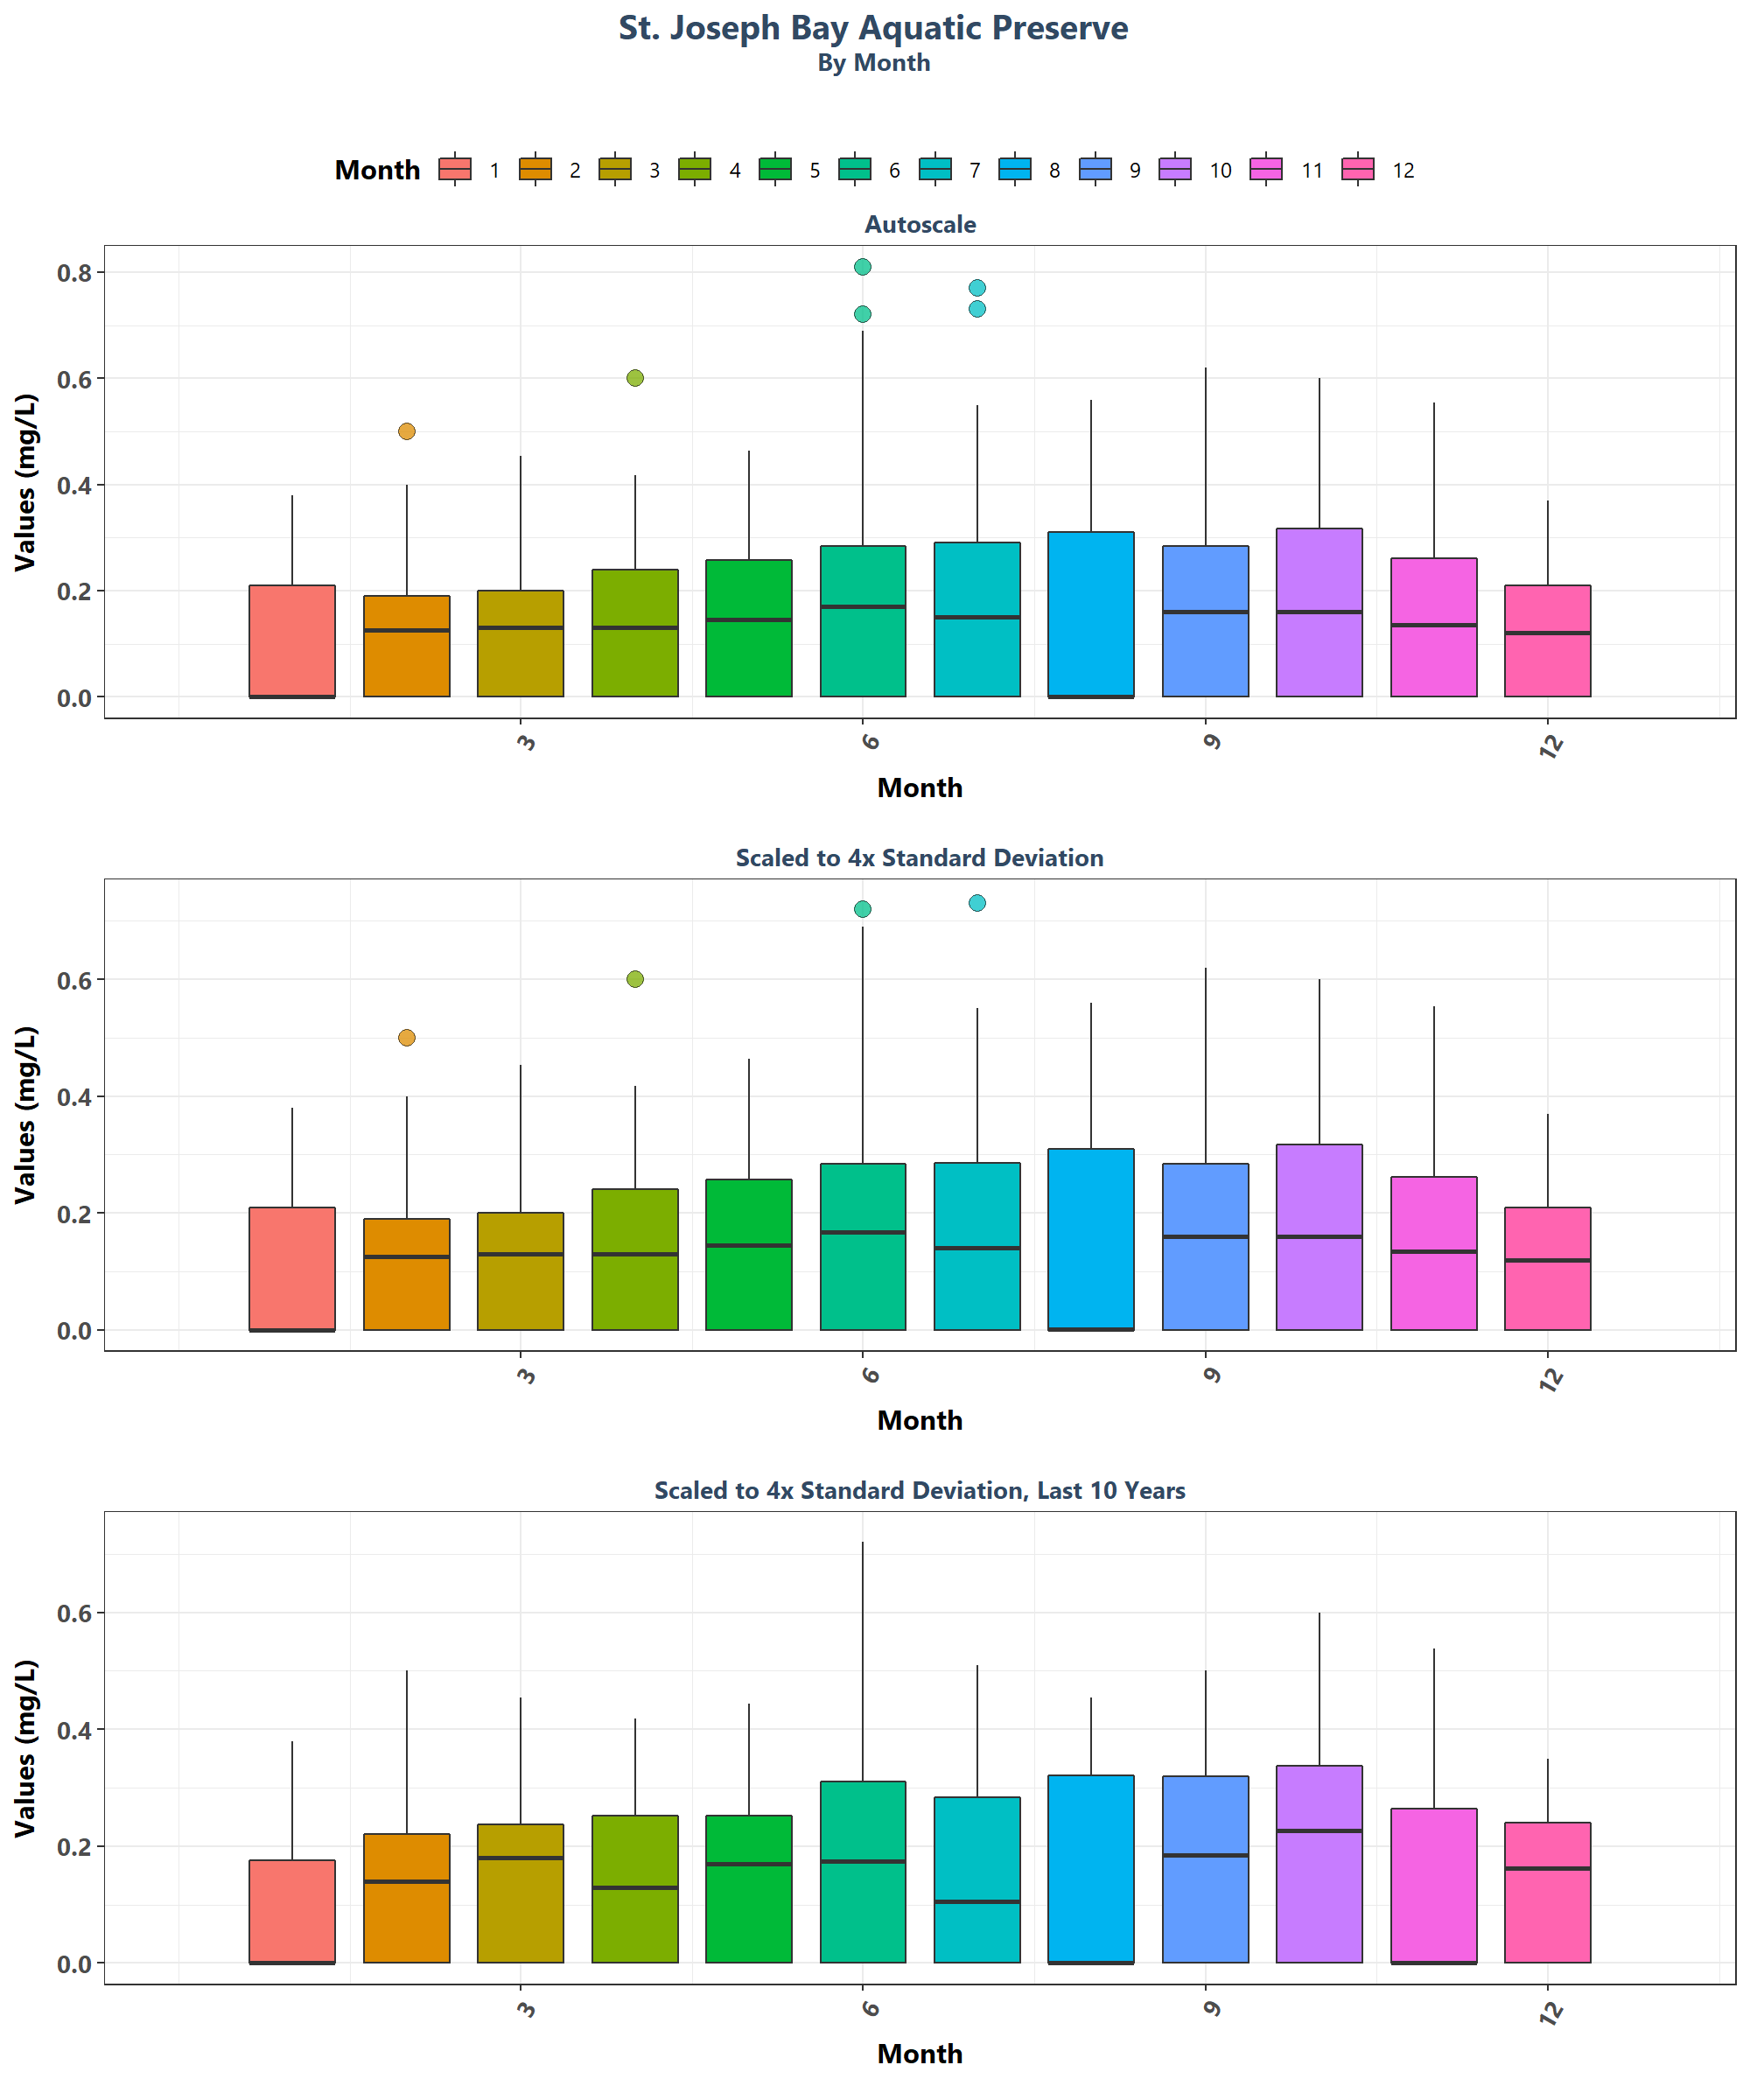 St. Joseph Bay Aquatic Preserve
By Month
Month 1 2 3 4 5 6 7 8 9 10 11 12
Autoscale
Values (mg/L)
0.8
0.6
0.4
0.2
0.0
3 6 9 12
Month
Scaled to 4x Standard Deviation
Values (mg/L)
0.6
0.4
0.2
0.0
3 6 9 12
Month
Scaled to 4x Standard Deviation, Last 10 Years
Values (mg/L)
0.6
0.4
0.2
0.0
3 6 9 12
Month